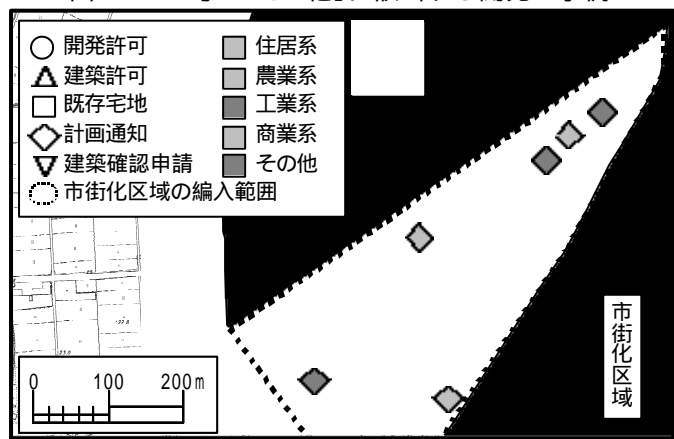 開発許可
建築許可
既存宅地
計画通知
建築確認申請
市街化区域の編入範囲
住居系
農業系
工業系
商業系
その他
市街化区域
0 100 200m